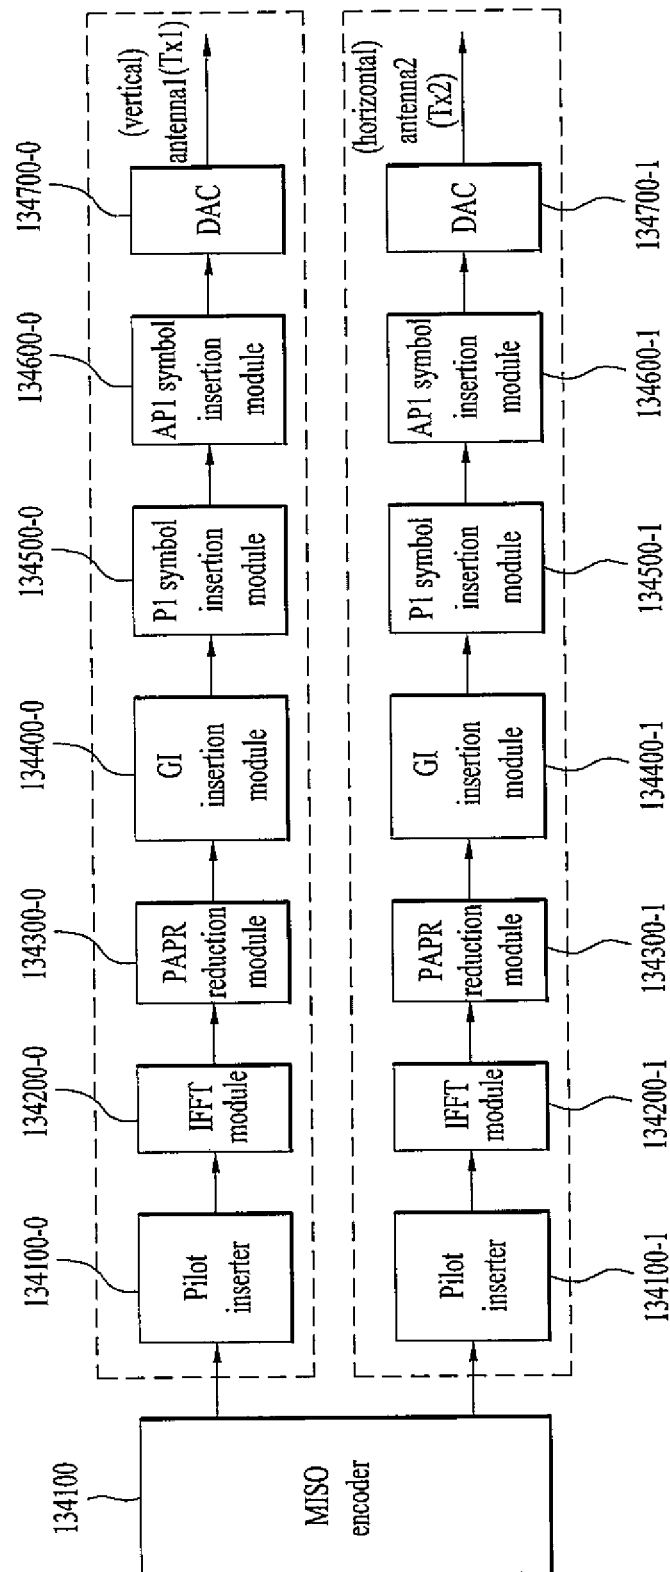 134100
MISO
encoder
134100-0
134200-0
134300-0
134400-0
134500-0
134600-0
134700-0
Pilot
inserter
IFFT
module
PAPR
reduction
module
GI
insertion
module
P1 symbol
insertion
module
AP1 symbol
insertion
module
DAC
(vertical)
antenna1(Tx1)
Pilot
inserter
IFFT
module
PAPR
reduction
module
GI
insertion
module
P1 symbol
insertion
module
AP1 symbol
insertion
module
DAC
(horizontal)
antenna2
(Tx2)
134100-1
134200-1
134300-1
134400-1
134500-1
134600-1
134700-1